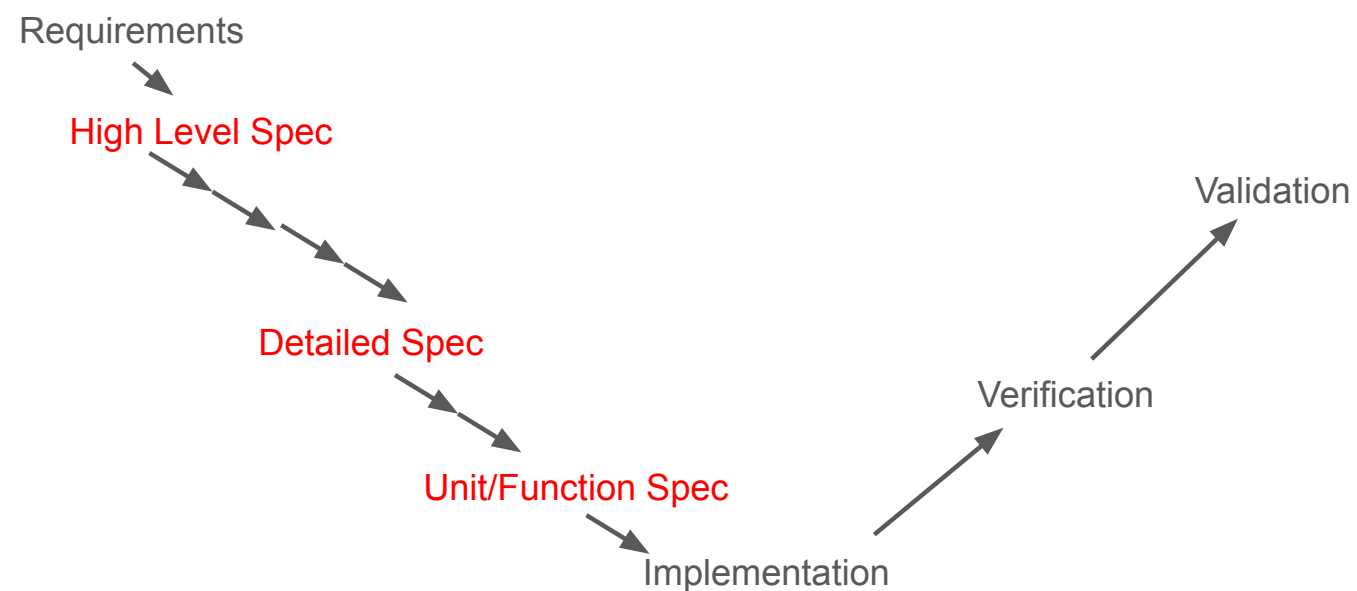 Requirements
High Level Spec
Validation
Detailed Spec
Verification
Unit/Function Spec
Implementation